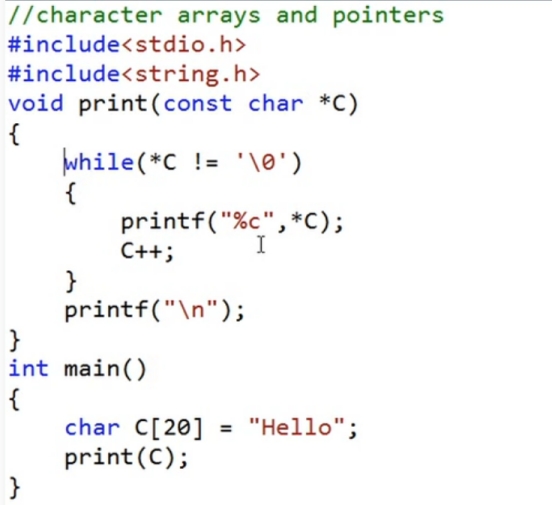 //character arrays and pointers
#include<stdio.h>
#include<string.h>
void print(const char *C)
{
    while(*C != '\0')
    {
        printf("%c",*C);
        C++;
    }
    printf("\n");
}
int main()
{
    char C[20] = "Hello";
    print(C);
}